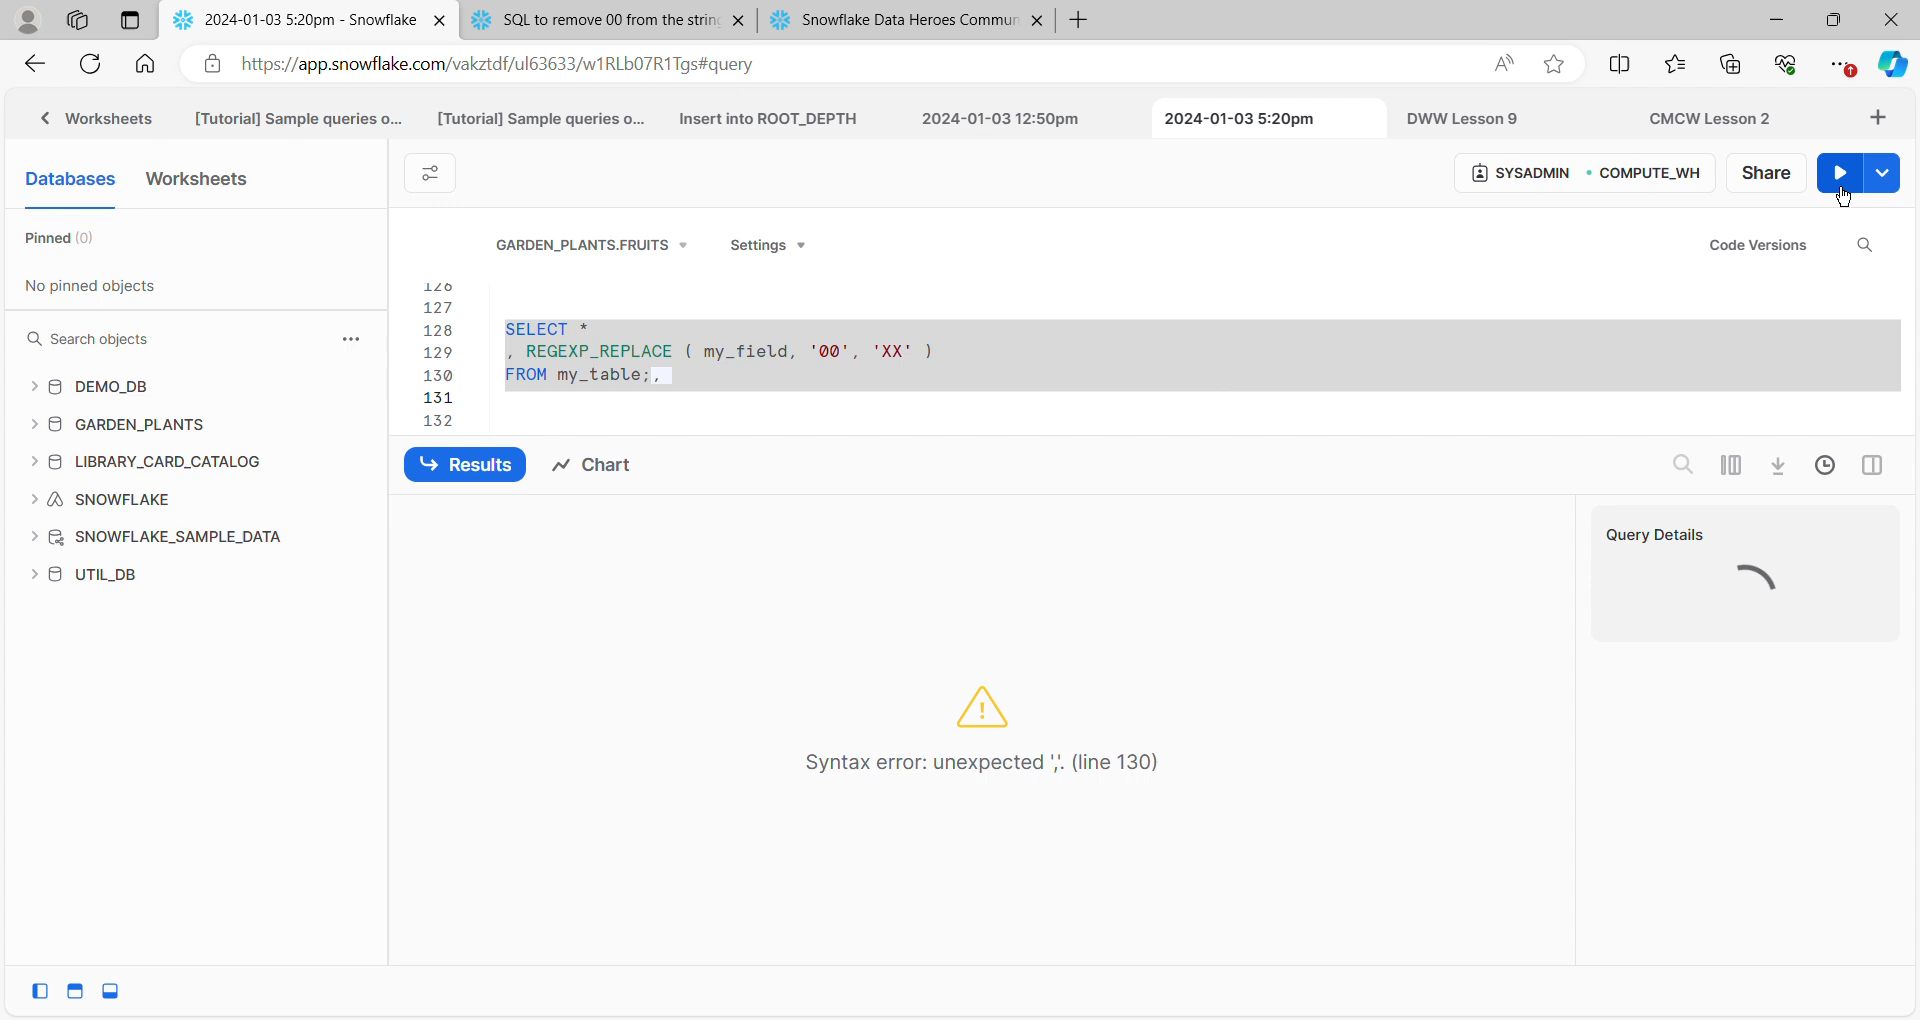 2024-01-03 5:20pm - Snowflake
SQL to remove 00 from the string
Snowflake Data Heroes Commun
https://app.snowflake.com/vakztdf/ul63633/w1RLb07R1Tgs#query
Worksheets
[Tutorial] Sample queries o...
[Tutorial] Sample queries o...
Insert into ROOT_DEPTH
2024-01-03 12:50pm
2024-01-03 5:20pm
DWW Lesson 9
CMCW Lesson 2
Databases
Worksheets
SYSADMIN
COMPUTE_WH
Share
Pinned (0)
No pinned objects
GARDEN_PLANTS.FRUITS
Settings
Code Versions
Search objects
DEMO_DB
GARDEN_PLANTS
LIBRARY_CARD_CATALOG
SNOWFLAKE
SNOWFLAKE_SAMPLE_DATA
UTIL_DB
126
127
128 SELECT *
129 , REGEXP_REPLACE ( my_field, '00', 'XX' )
130 FROM my_table;,
131
132
Results
Chart
Query Details
Syntax error: unexpected ','. (line 130)